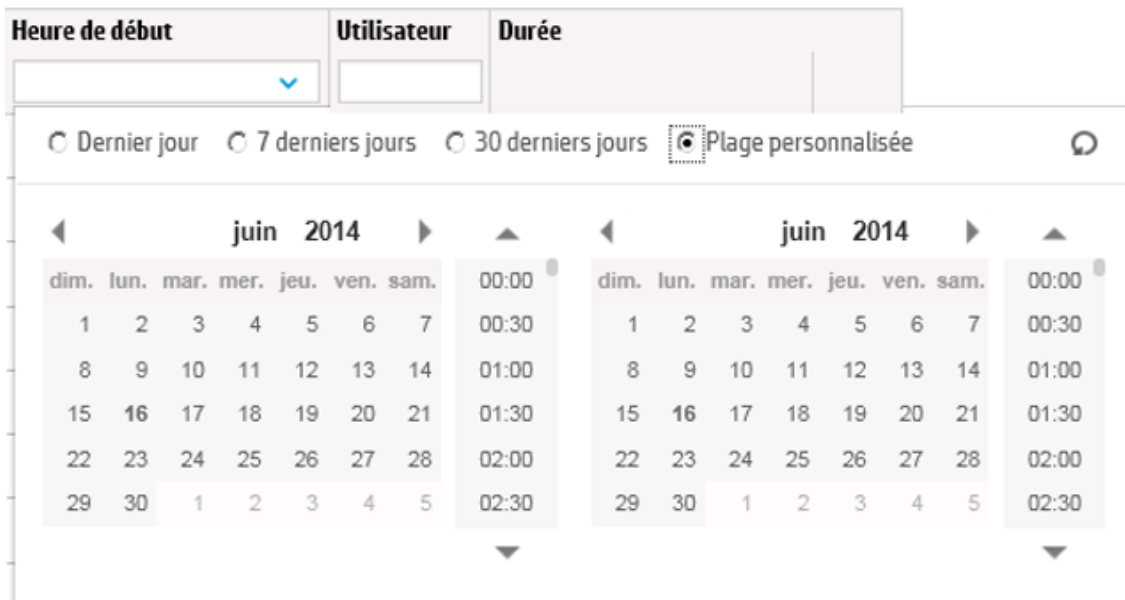 Heure de début Utilisateur Durée
Dernier jour 7 derniers jours 30 derniers jours Plage personnalisée
juin 2014 juin 2014
dim. lun. mar. mer. jeu. ven. sam. 00:00 dim. lun. mar. mer. jeu. ven. sam. 00:00
1 2 3 4 5 6 7 00:30 1 2 3 4 5 6 7 00:30
8 9 10 11 12 13 14 01:00 8 9 10 11 12 13 14 01:00
15 16 17 18 19 20 21 01:30 15 16 17 18 19 20 21 01:30
22 23 24 25 26 27 28 02:00 22 23 24 25 26 27 28 02:00
29 30 1 2 3 4 5 02:30 29 30 1 2 3 4 5 02:30